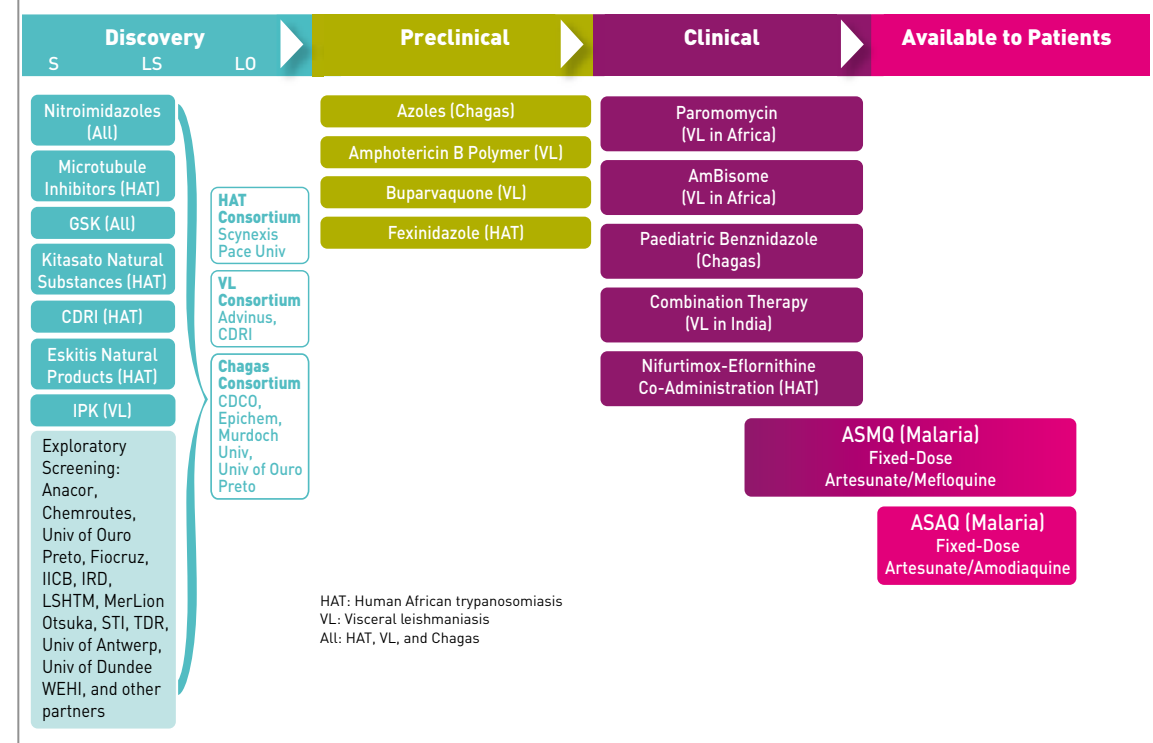 Discovery
S LS LO
Preclinical
Clinical
Available to Patients
Nitroimidazoles
(All)
Microtubule
Inhibitors (HAT)
GSK (All)
Kitasato Natural
Substances (HAT)
CDRI (HAT)
Eskitis Natural
Products (HAT)
IPK (VL)
Exploratory
Screening:
Anacor,
Chemroutes,
Univ of Ouro
Preto, Fiocruz,
IICB, IRD,
LSHTM, MerLion
Otsuka, STI, TDR,
Univ of Antwerp,
Univ of Dundee
WEHI, and other
partners
HAT
Consortium
Scynexis
Pace Univ
VL
Consortium
Advinus,
CDRI
Chagas
Consortium
CDCO,
Epichem,
Murdoch
Univ,
Univ of Ouro
Preto
Azoles (Chagas)
Amphotericin B Polymer (VL)
Buparvaquone (VL)
Fexinidazole (HAT)
Paromomycin
(VL in Africa)
AmBisome
(VL in Africa)
Paediatric Benznidazole
(Chagas)
Combination Therapy
(VL in India)
Nifurtimox-Eflornithine
Co-Administration (HAT)
ASMQ (Malaria)
Fixed-Dose
Artesunate/Mefloquine
ASAQ (Malaria)
Fixed-Dose
Artesunate/Amodiaquine
HAT: Human African trypanosomiasis
VL: Visceral leishmaniasis
All: HAT, VL, and Chagas